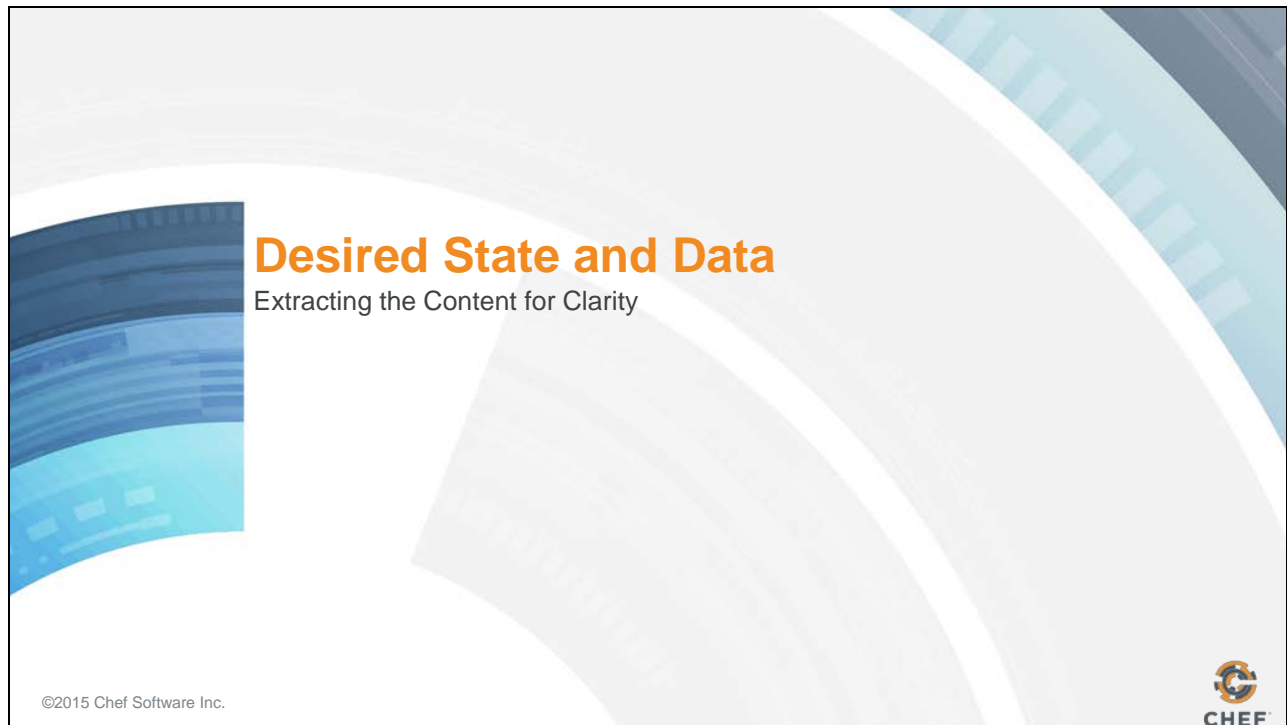 Desired State and Data
Extracting the Content for Clarity
©2015 Chef Software Inc.
CHEF